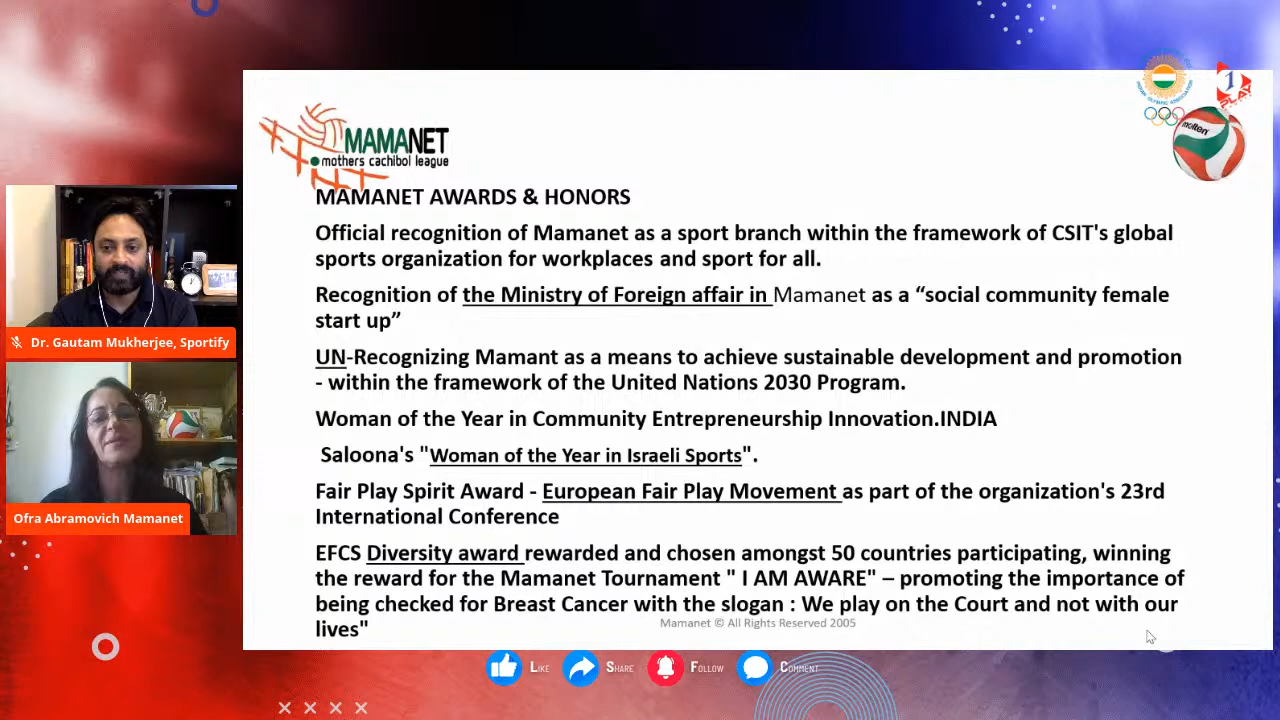 MAMANET
mothers cachibol league
INDIAN OLYMPIC ASSOCIATION
1
PLAY
molten
MAMANET AWARDS & HONORS
Official recognition of Mamanet as a sport branch within the framework of CSIT's global
sports organization for workplaces and sport for all.
Recognition of the Ministry of Foreign affair in Mamanet as a “social community female
start up”
UN-Recognizing Mamant as a means to achieve sustainable development and promotion
- within the framework of the United Nations 2030 Program.
Woman of the Year in Community Entrepreneurship Innovation.INDIA
Saloona's "Woman of the Year in Israeli Sports".
Fair Play Spirit Award - European Fair Play Movement as part of the organization's 23rd
International Conference
EFCS Diversity award rewarded and chosen amongst 50 countries participating, winning
the reward for the Mamanet Tournament " I AM AWARE" – promoting the importance of
being checked for Breast Cancer with the slogan : We play on the Court and not with our
lives"
Mamanet © All Rights Reserved 2005
Dr. Gautam Mukherjee, Sportify
Ofra Abramovich Mamanet
Like
Share
Follow
Comment